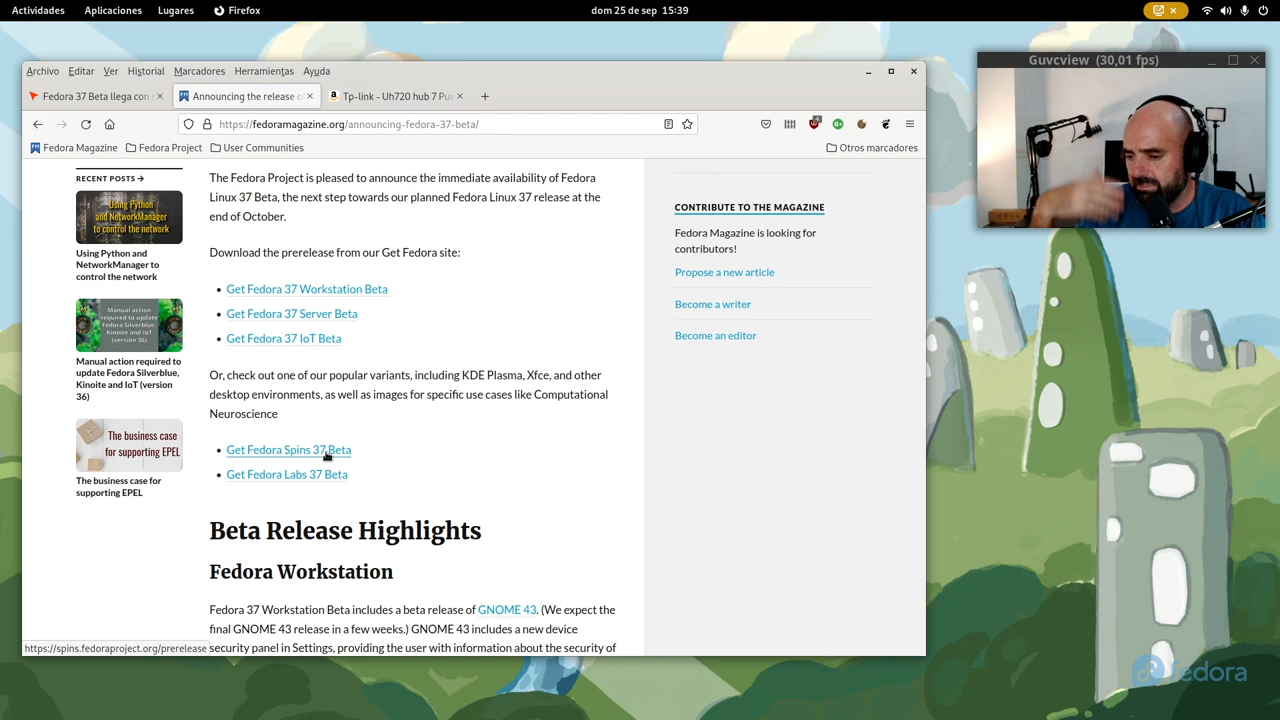 Actividades Aplicaciones Lugares Firefox dom 25 de sep 15:39
Guvcview (30,01 fps)
Archivo Editar Ver Historial Marcadores Herramientas Ayuda
Fedora 37 Beta llega con Announcing the release o Tp-link - Uh720 hub 7 Pue
https://fedoramagazine.org/announcing-fedora-37-beta/
Fedora Magazine Fedora Project User Communities Otros marcadores
RECENT POSTS →
Using Python
and NetworkManager
to control the network
Using Python and
NetworkManager to
control the network
Manual action
required to update
Fedora Silverblue,
Kinoite and IoT
(version 36)
Manual action required to
update Fedora Silverblue,
Kinoite and IoT (version
36)
The business case
for supporting EPEL
The business case for
supporting EPEL
The Fedora Project is pleased to announce the immediate availability of Fedora
Linux 37 Beta, the next step towards our planned Fedora Linux 37 release at the
end of October.
Download the prerelease from our Get Fedora site:
• Get Fedora 37 Workstation Beta
• Get Fedora 37 Server Beta
• Get Fedora 37 IoT Beta
Or, check out one of our popular variants, including KDE Plasma, Xfce, and other
desktop environments, as well as images for specific use cases like Computational
Neuroscience
• Get Fedora Spins 37 Beta
• Get Fedora Labs 37 Beta
Beta Release Highlights
Fedora Workstation
Fedora 37 Workstation Beta includes a beta release of GNOME 43. (We expect the
final GNOME 43 release in a few weeks.) GNOME 43 includes a new device
security panel in Settings, providing the user with information about the security of
CONTRIBUTE TO THE MAGAZINE
Fedora Magazine is looking for
contributors!
Propose a new article
Become a writer
Become an editor
https://spins.fedoraproject.org/prerelease
fedora